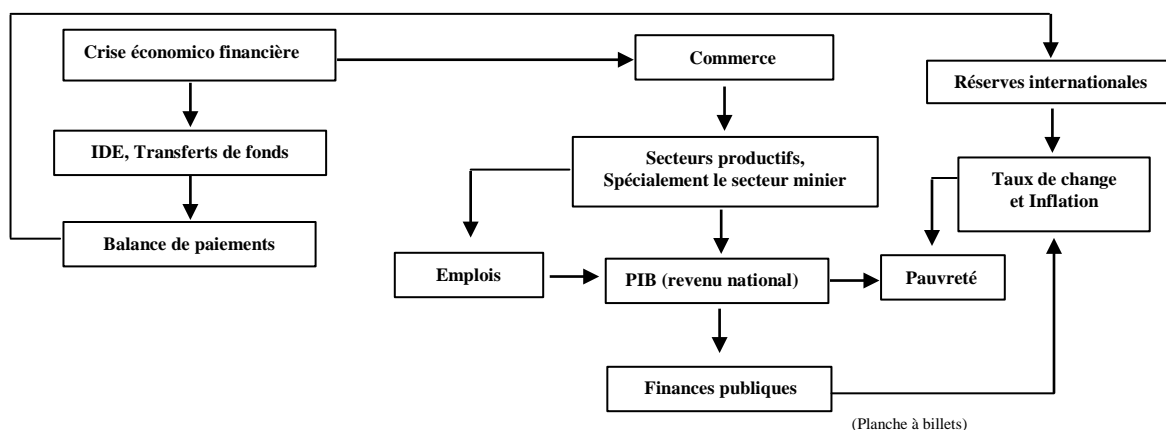 Crise économico financière
Commerce
Réserves internationales
IDE, Transferts de fonds
Secteurs productifs,
Spécialement le secteur minier
Taux de change
et Inflation
Balance de paiements
Emplois
PIB (revenu national)
Pauvreté
Finances publiques
(Planche à billets)